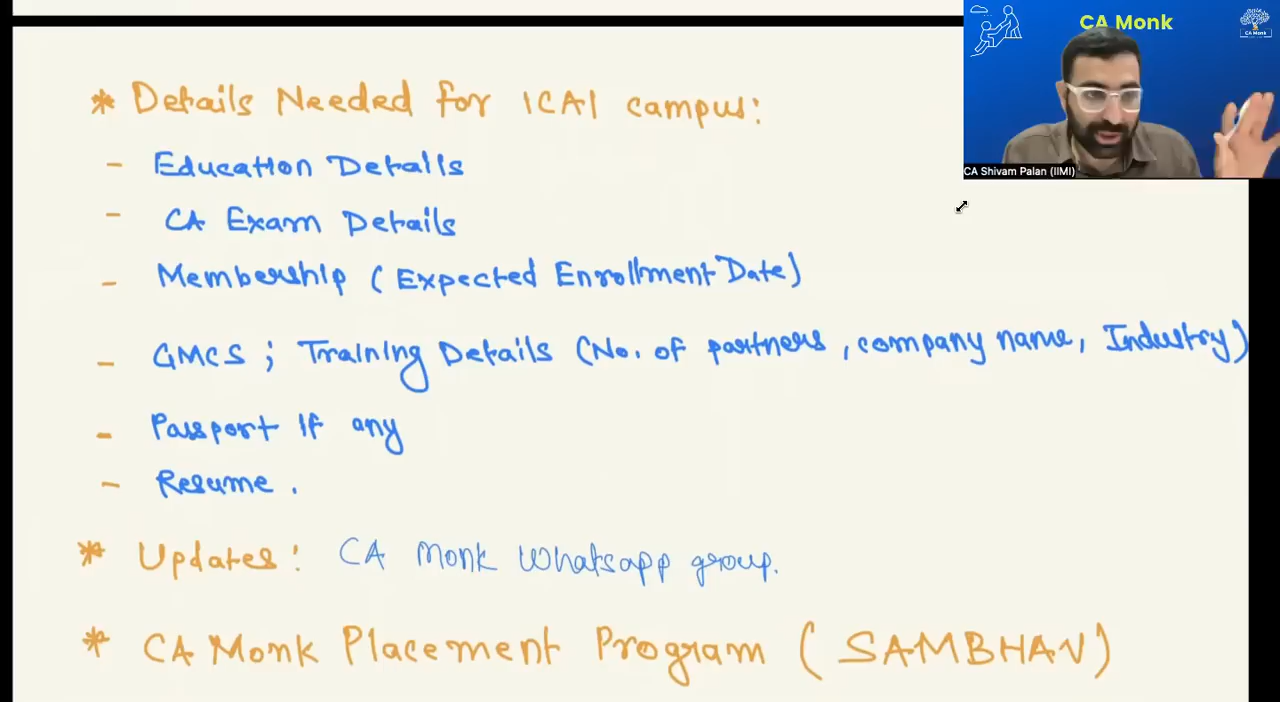 CA Monk
CA Monk
CA Shivam Palan (IIMI)
* Details Needed for ICAI campus:
- Education Details
- CA Exam Details
- Membership (Expected Enrollment Date)
- GMCS ; Training Details (No. of partners, company name, Industry)
- Passport If any
- Resume.
* Updates: CA Monk Whatsapp group.
* CA Monk Placement Program (SAMBHAV)